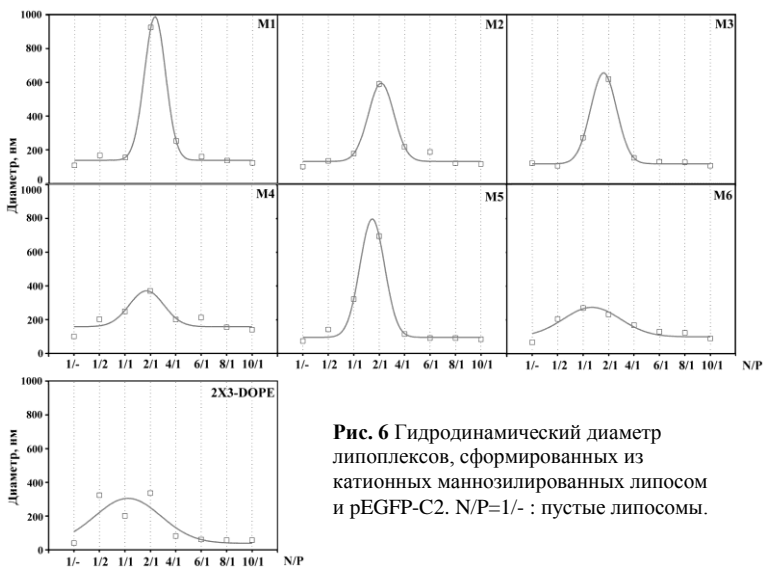 M1
M2
M3
1000
800
600
400
200
0
Диаметр, нм
M4
M5
M6
1000
800
600
400
200
0
Диаметр, нм
1/- 1/2 1/1 2/1 4/1 6/1 8/1 10/1
1/- 1/2 1/1 2/1 4/1 6/1 8/1 10/1
1/- 1/2 1/1 2/1 4/1 6/1 8/1 10/1 N/P
2X3-DOPE
1000
800
600
400
200
0
Диаметр, нм
1/- 1/2 1/1 2/1 4/1 6/1 8/1 10/1 N/P
Рис. 6 Гидродинамический диаметр
липоплексов, сформированных из
катионных маннозилированных липосом
и pEGFP-C2. N/P=1/- : пустые липосомы.